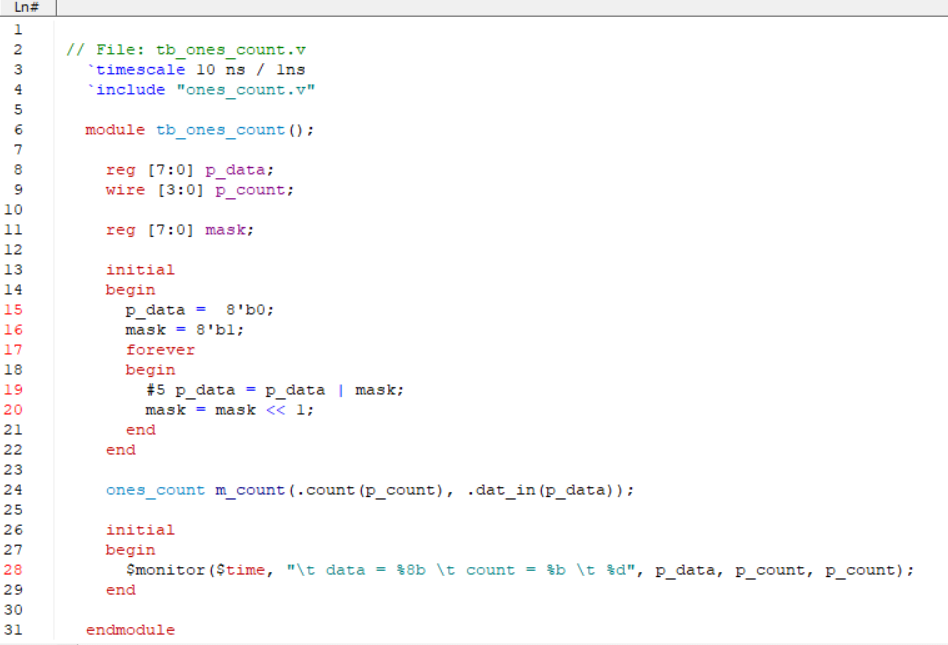 Ln#
1
2 // File: tb_ones_count.v
3 `timescale 10 ns / 1ns
4 `include "ones_count.v"
5
6 module tb_ones_count();
7
8 reg [7:0] p_data;
9 wire [3:0] p_count;
10
11 reg [7:0] mask;
12
13 initial
14 begin
15 p_data =  8'b0;
16 mask = 8'b1;
17 forever
18 begin
19 #5 p_data = p_data | mask;
20 mask = mask << 1;
21 end
22 end
23
24 ones_count m_count(.count(p_count), .dat_in(p_data));
25
26 initial
27 begin
28 $monitor($time, "\t data = %8b \t count = %b \t %d", p_data, p_count, p_count);
29 end
30
31 endmodule